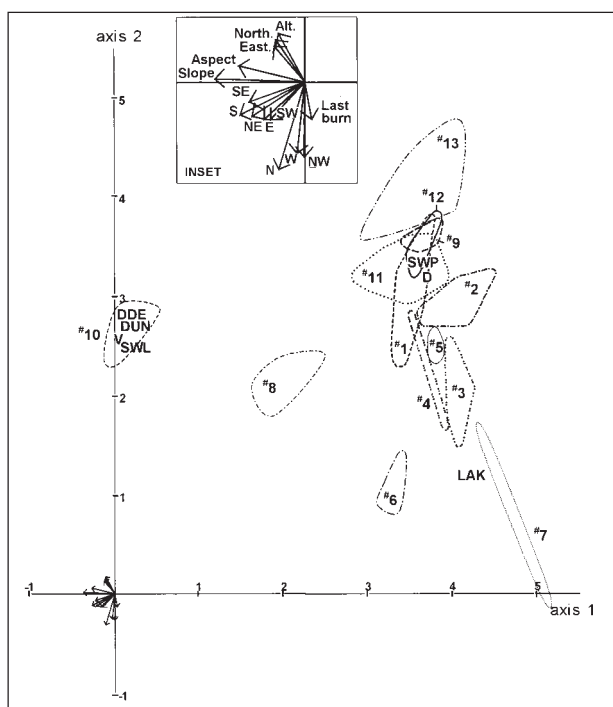 axis 2
Alt.
North.
East.
Aspect
Slope
SE
S
SW
Last
burn
NE E
W
NW
N
INSET
5
#13
4
#12
#9
SWP
D
#11
3
#2
DDE
DUN
#10
V
SWL
#1
#5
#8
2
#4
#3
LAK
1
#6
#7
-1
1
2
3
4
5
axis 1
-1